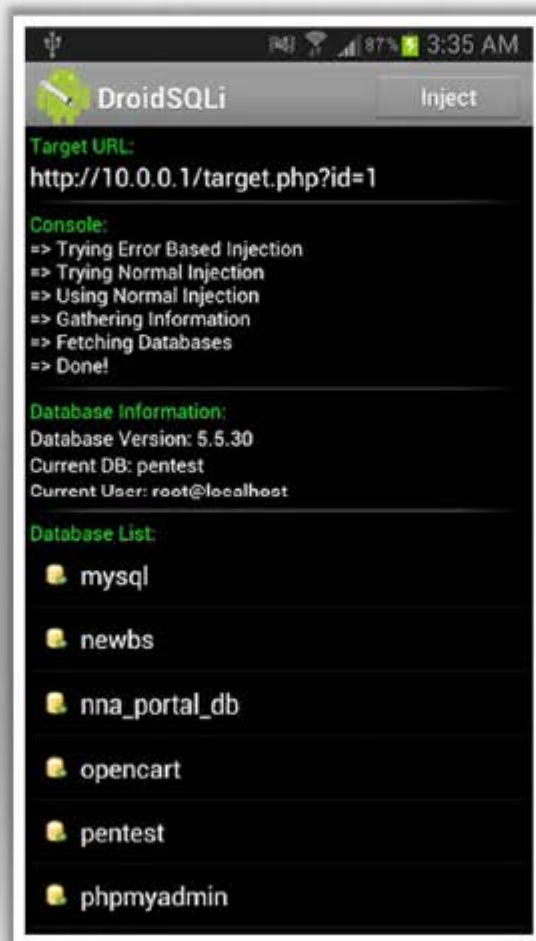 87% 3:35 AM
DroidSQLi
Inject
Target URL:
http://10.0.0.1/target.php?id=1
Console:
=> Trying Error Based Injection
=> Trying Normal Injection
=> Using Normal Injection
=> Gathering Information
=> Fetching Databases
=> Done!
Database Information:
Database Version: 5.5.30
Current DB: pentest
Current User: root@localhost
Database List:
mysql
newbs
nna_portal_db
opencart
pentest
phpmyadmin